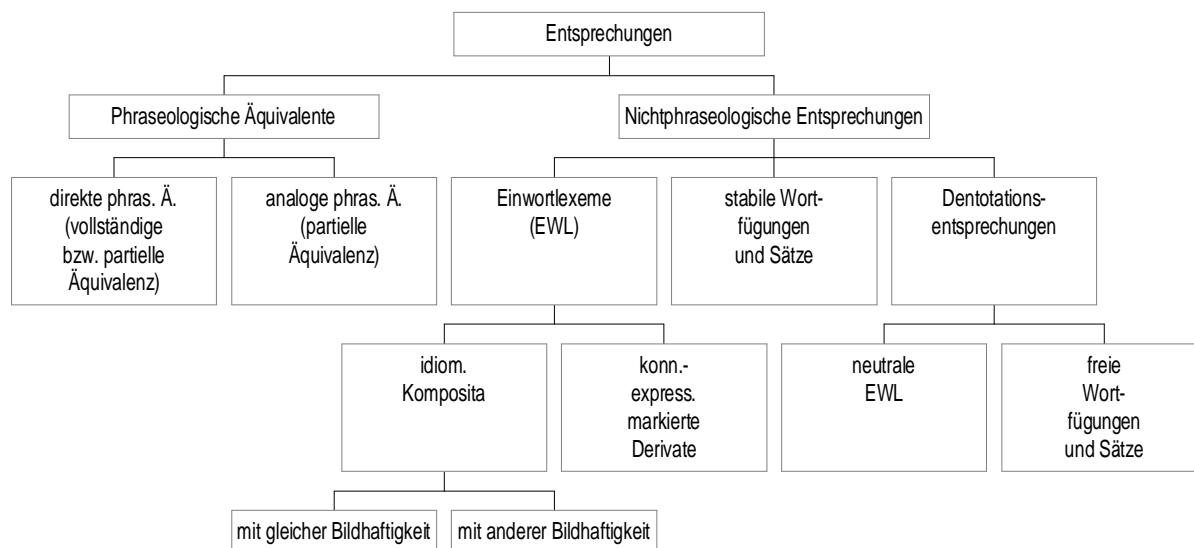 Entsprechungen
Phraseologische Äquivalente
Nichtphraseologische Entsprechungen
direkte phras. Ä.
(vollständige
bzw. partielle
Äquivalenz)
analoge phras. Ä.
(partielle
Äquivalenz)
Einwortlexeme
(EWL)
stabile Wort-
fügungen
und Sätze
Dentotations-
entsprechungen
idiom.
Komposita
konn.-
express.
markierte
Derivate
neutrale
EWL
freie
Wort-
fügungen
und Sätze
mit gleicher Bildhaftigkeit
mit anderer Bildhaftigkeit